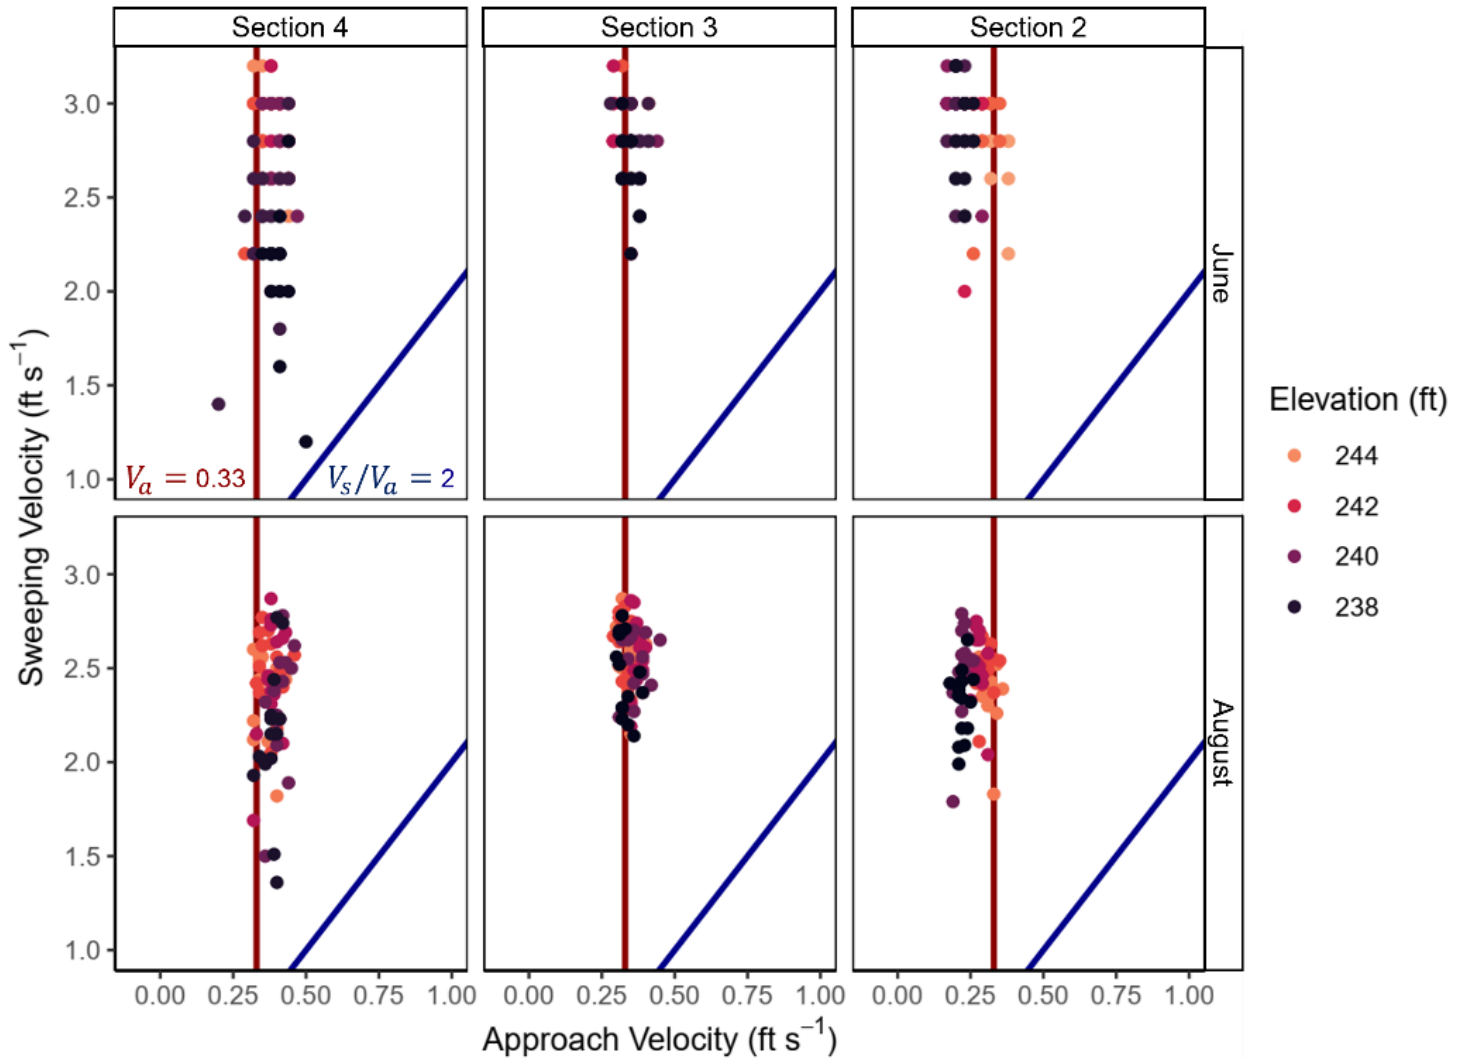 Section 4
Section 3
Section 2
Sweeping Velocity (ft s⁻¹)
3.0
2.5
2.0
1.5
1.0
Vₐ = 0.33
Vₛ/Vₐ = 2
June
3.0
2.5
2.0
1.5
1.0
August
0.00 0.25 0.50 0.75 1.00
0.00 0.25 0.50 0.75 1.00
0.00 0.25 0.50 0.75 1.00
Approach Velocity (ft s⁻¹)
Elevation (ft)
244
242
240
238